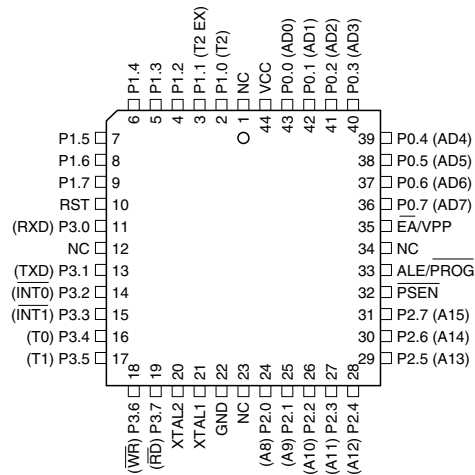 P1.4
P1.3
P1.2
P1.1 (T2 EX)
P1.0 (T2)
NC
VCC
P0.0 (AD0)
P0.1 (AD1)
P0.2 (AD2)
P0.3 (AD3)
6
5
4
3
2
1
44
43
42
41
40
P1.5 7
P1.6 8
P1.7 9
RST 10
(RXD) P3.0 11
NC 12
(TXD) P3.1 13
(INT0) P3.2 14
(INT1) P3.3 15
(T0) P3.4 16
(T1) P3.5 17
39 P0.4 (AD4)
38 P0.5 (AD5)
37 P0.6 (AD6)
36 P0.7 (AD7)
35 EA/VPP
34 NC
33 ALE/PROG
32 PSEN
31 P2.7 (A15)
30 P2.6 (A14)
29 P2.5 (A13)
18
19
20
21
22
23
24
25
26
27
28
(WR) P3.6
(RD) P3.7
XTAL2
XTAL1
GND
NC
(A8) P2.0
(A9) P2.1
(A10) P2.2
(A11) P2.3
(A12) P2.4